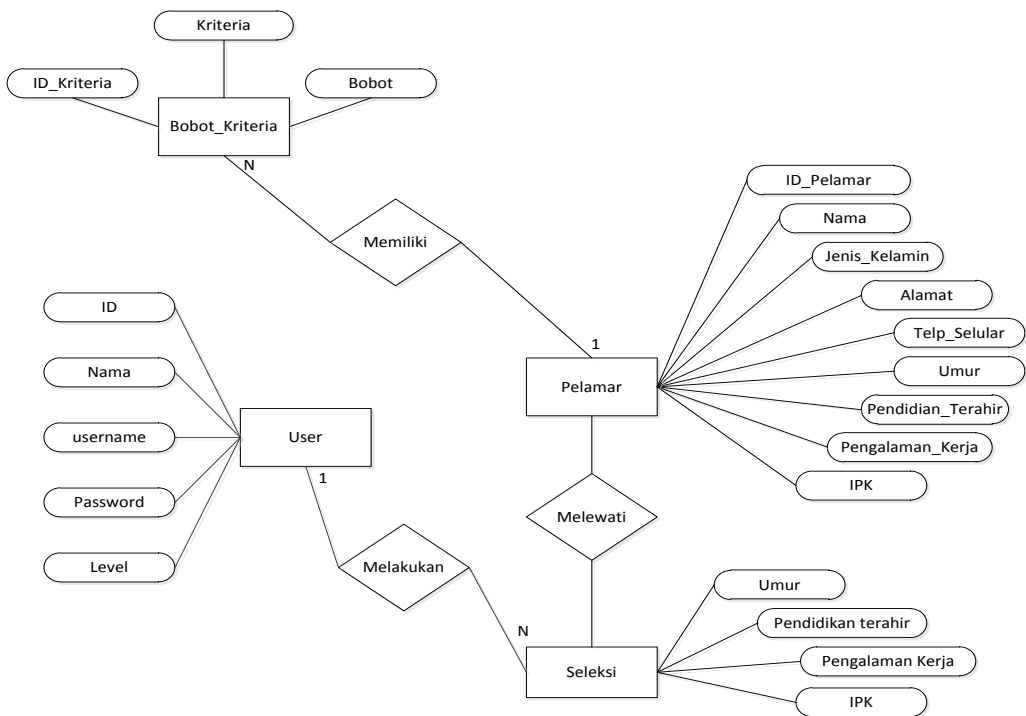 Kriteria
ID_Kriteria
Bobot
Bobot_Kriteria
N
Memiliki
1
ID_Pelamar
Nama
Jenis_Kelamin
Alamat
Telp_Selular
Umur
Pendidian_Terahir
Pengalaman_Kerja
IPK
Pelamar
ID
Nama
username
Password
Level
User
1
Melakukan
N
Melewati
Seleksi
Umur
Pendidikan terahir
Pengalaman Kerja
IPK